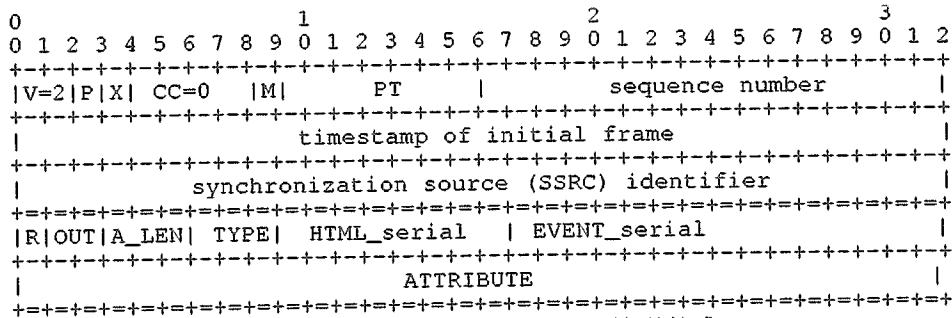 0                   1                   2                   3
0 1 2 3 4 5 6 7 8 9 0 1 2 3 4 5 6 7 8 9 0 1 2 3 4 5 6 7 8 9 0 1 2
+-+-+-+-+-+-+-+-+-+-+-+-+-+-+-+-+-+-+-+-+-+-+-+-+-+-+-+-+-+-+-+-+
|V=2|P|X|  CC=0  |M|      PT      |         sequence number       |
+-+-+-+-+-+-+-+-+-+-+-+-+-+-+-+-+-+-+-+-+-+-+-+-+-+-+-+-+-+-+-+-+
|                   timestamp of initial frame                    |
+-+-+-+-+-+-+-+-+-+-+-+-+-+-+-+-+-+-+-+-+-+-+-+-+-+-+-+-+-+-+-+-+
|            synchronization source (SSRC) identifier             |
+=+=+=+=+=+=+=+=+=+=+=+=+=+=+=+=+=+=+=+=+=+=+=+=+=+=+=+=+=+=+=+=+
|R|OUT|A_LEN|  TYPE|  HTML_serial   |  EVENT_serial               |
+-+-+-+-+-+-+-+-+-+-+-+-+-+-+-+-+-+-+-+-+-+-+-+-+-+-+-+-+-+-+-+-+
|                           ATTRIBUTE                            |
+=+=+=+=+=+=+=+=+=+=+=+=+=+=+=+=+=+=+=+=+=+=+=+=+=+=+=+=+=+=+=+=+